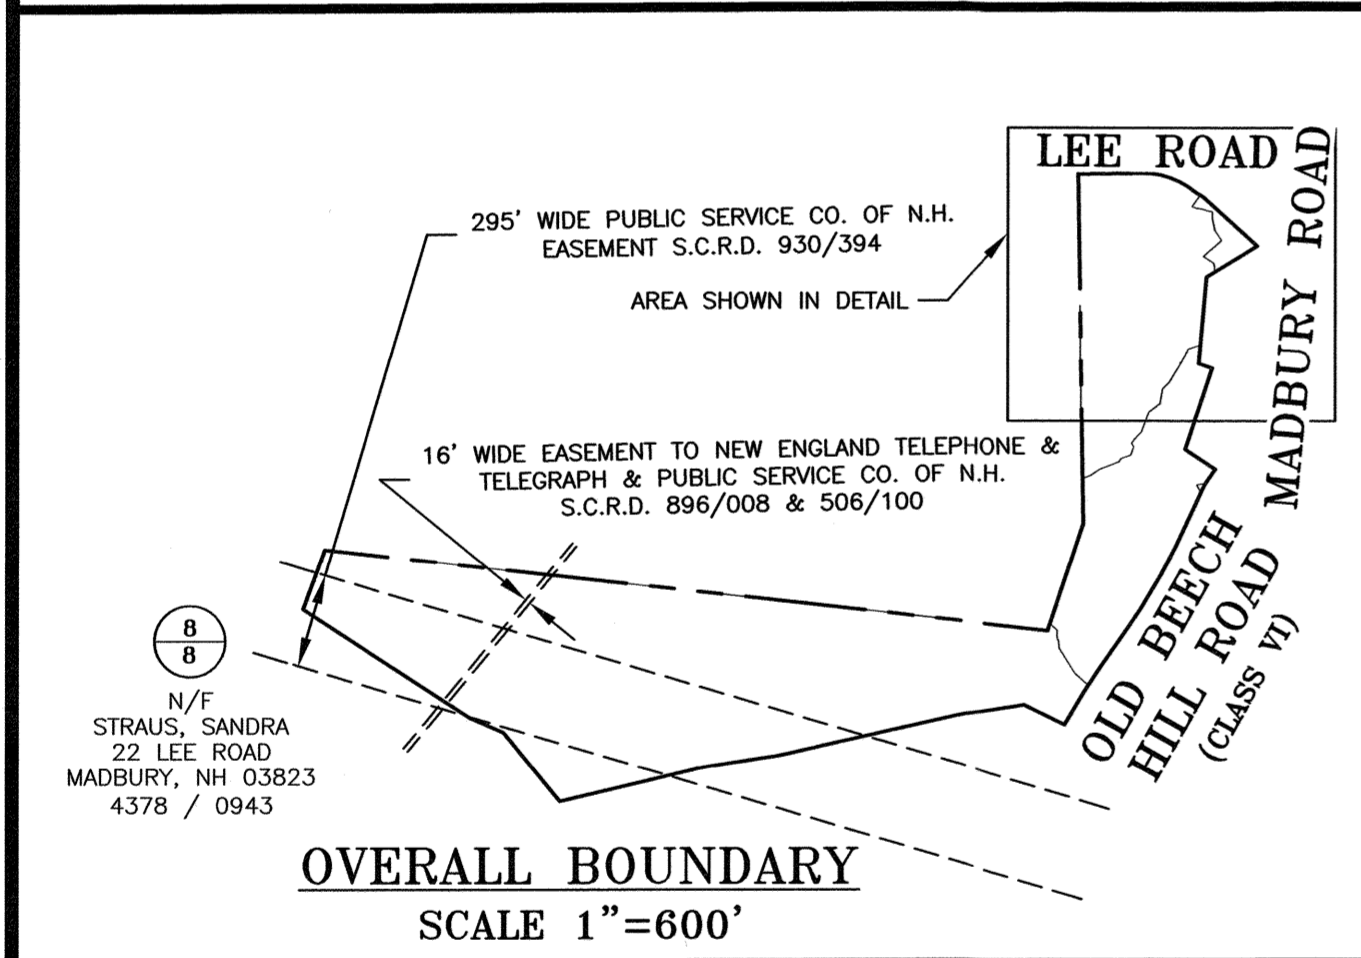 LEE ROAD
MADBURY ROAD
295' WIDE PUBLIC SERVICE CO. OF N.H.
EASEMENT S.C.R.D. 930/394
AREA SHOWN IN DETAIL
16' WIDE EASEMENT TO NEW ENGLAND TELEPHONE &
TELEGRAPH & PUBLIC SERVICE CO. OF N.H.
S.C.R.D. 896/008 & 506/100
OLD BEECH
HILL ROAD
(CLASS VI)
8
8
N/F
STRAUS, SANDRA
22 LEE ROAD
MADBURY, NH 03823
4378 / 0943
OVERALL BOUNDARY
SCALE 1"=600'